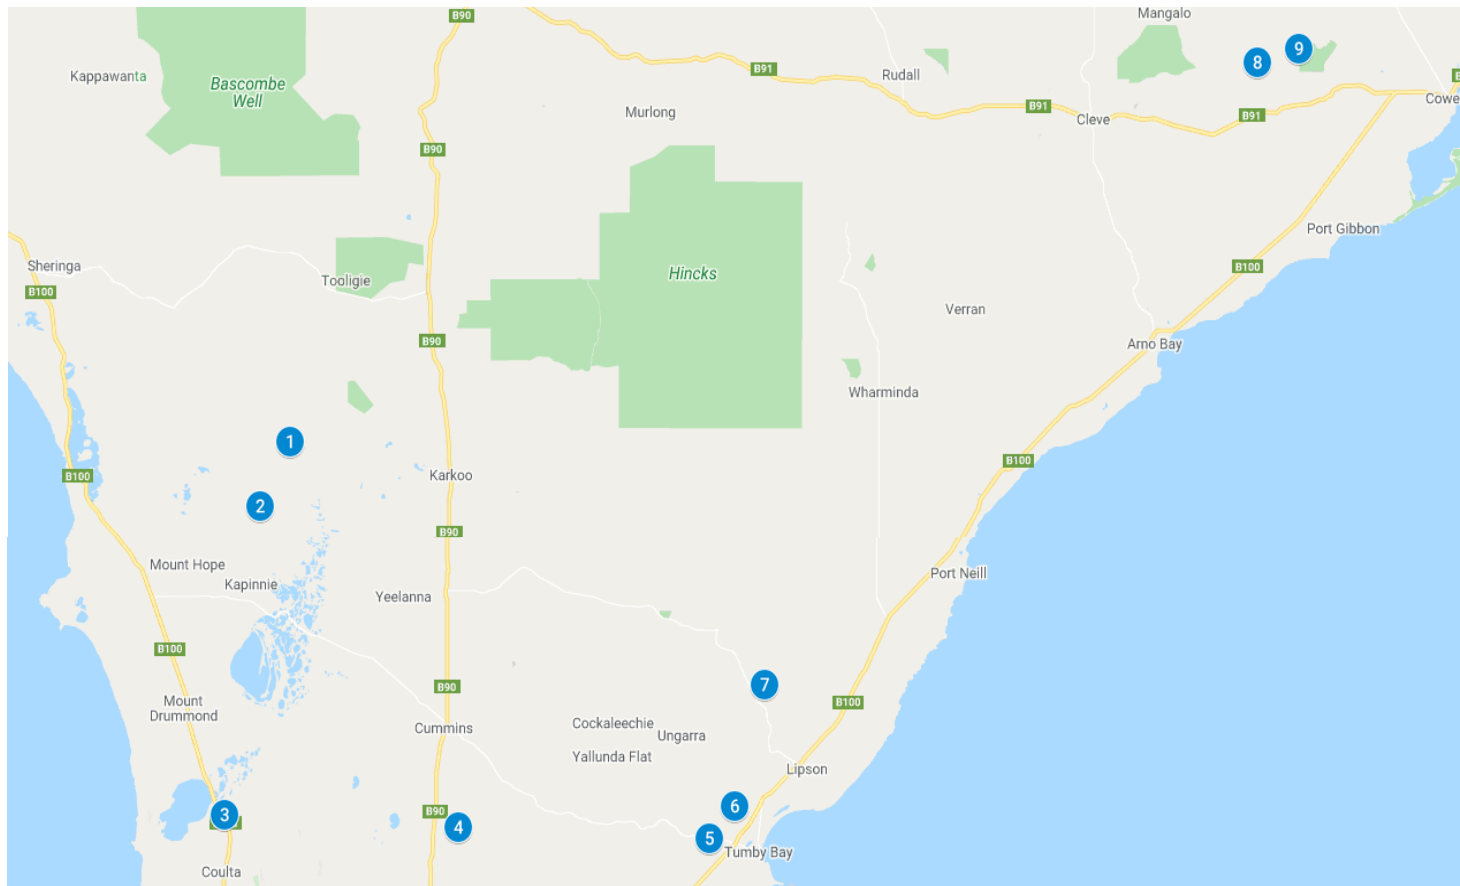 B90
Mangalo
9
8
Kappawanta
Bascombe
Well
B91
Rudall
B
Cowe
Murlong
B91
B91
Cleve
B90
Port Gibbon
Sheringa
Tooligie
Hincks
B100
B100
Verran
B90
Arno Bay
Wharminda
1
B100
Karkoo
B100
2
B90
Mount Hope
Kapinnie
Port Neill
Yeelanna
B100
7
B90
Mount
Drummond
B100
Cummins
Cockaleechie
Ungarra
Yallunda Flat
Lipson
6
3
B90
4
5
Tumby Bay
Coulta